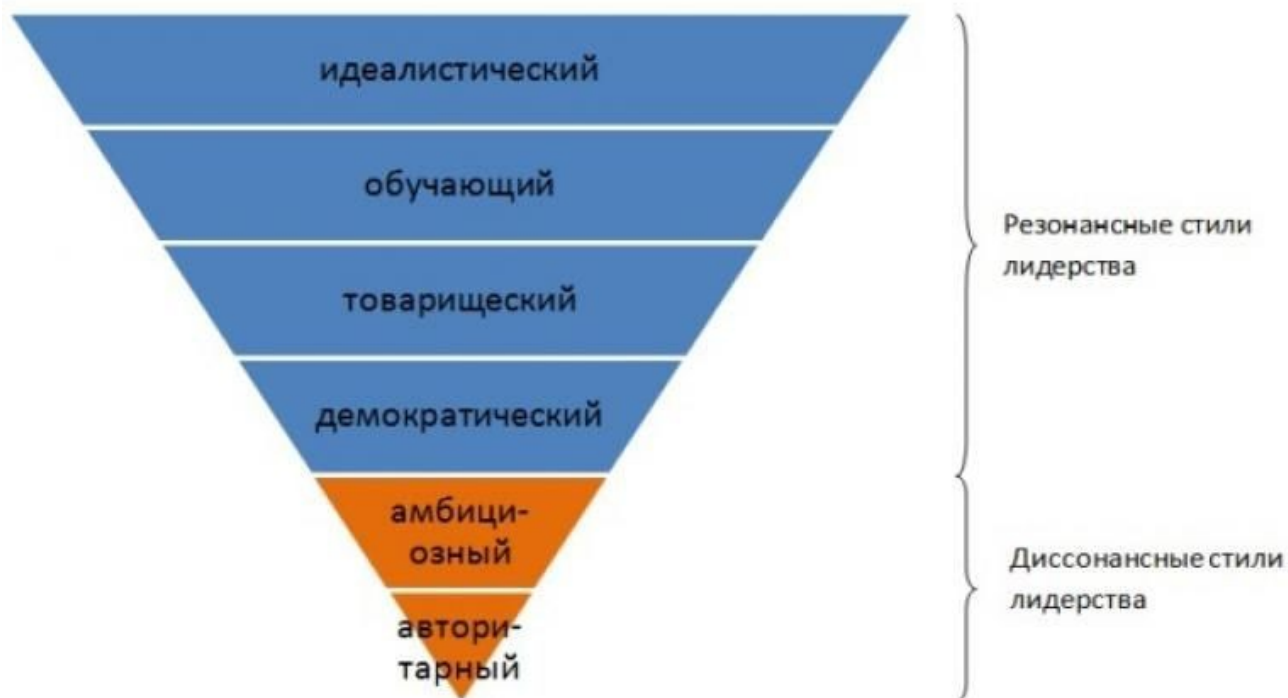 идеалистический
обучающий
товарищеский
демократический
амбици-
озный
автори-
тарный
Резонансные стили
лидерства
Диссонансные стили
лидерства